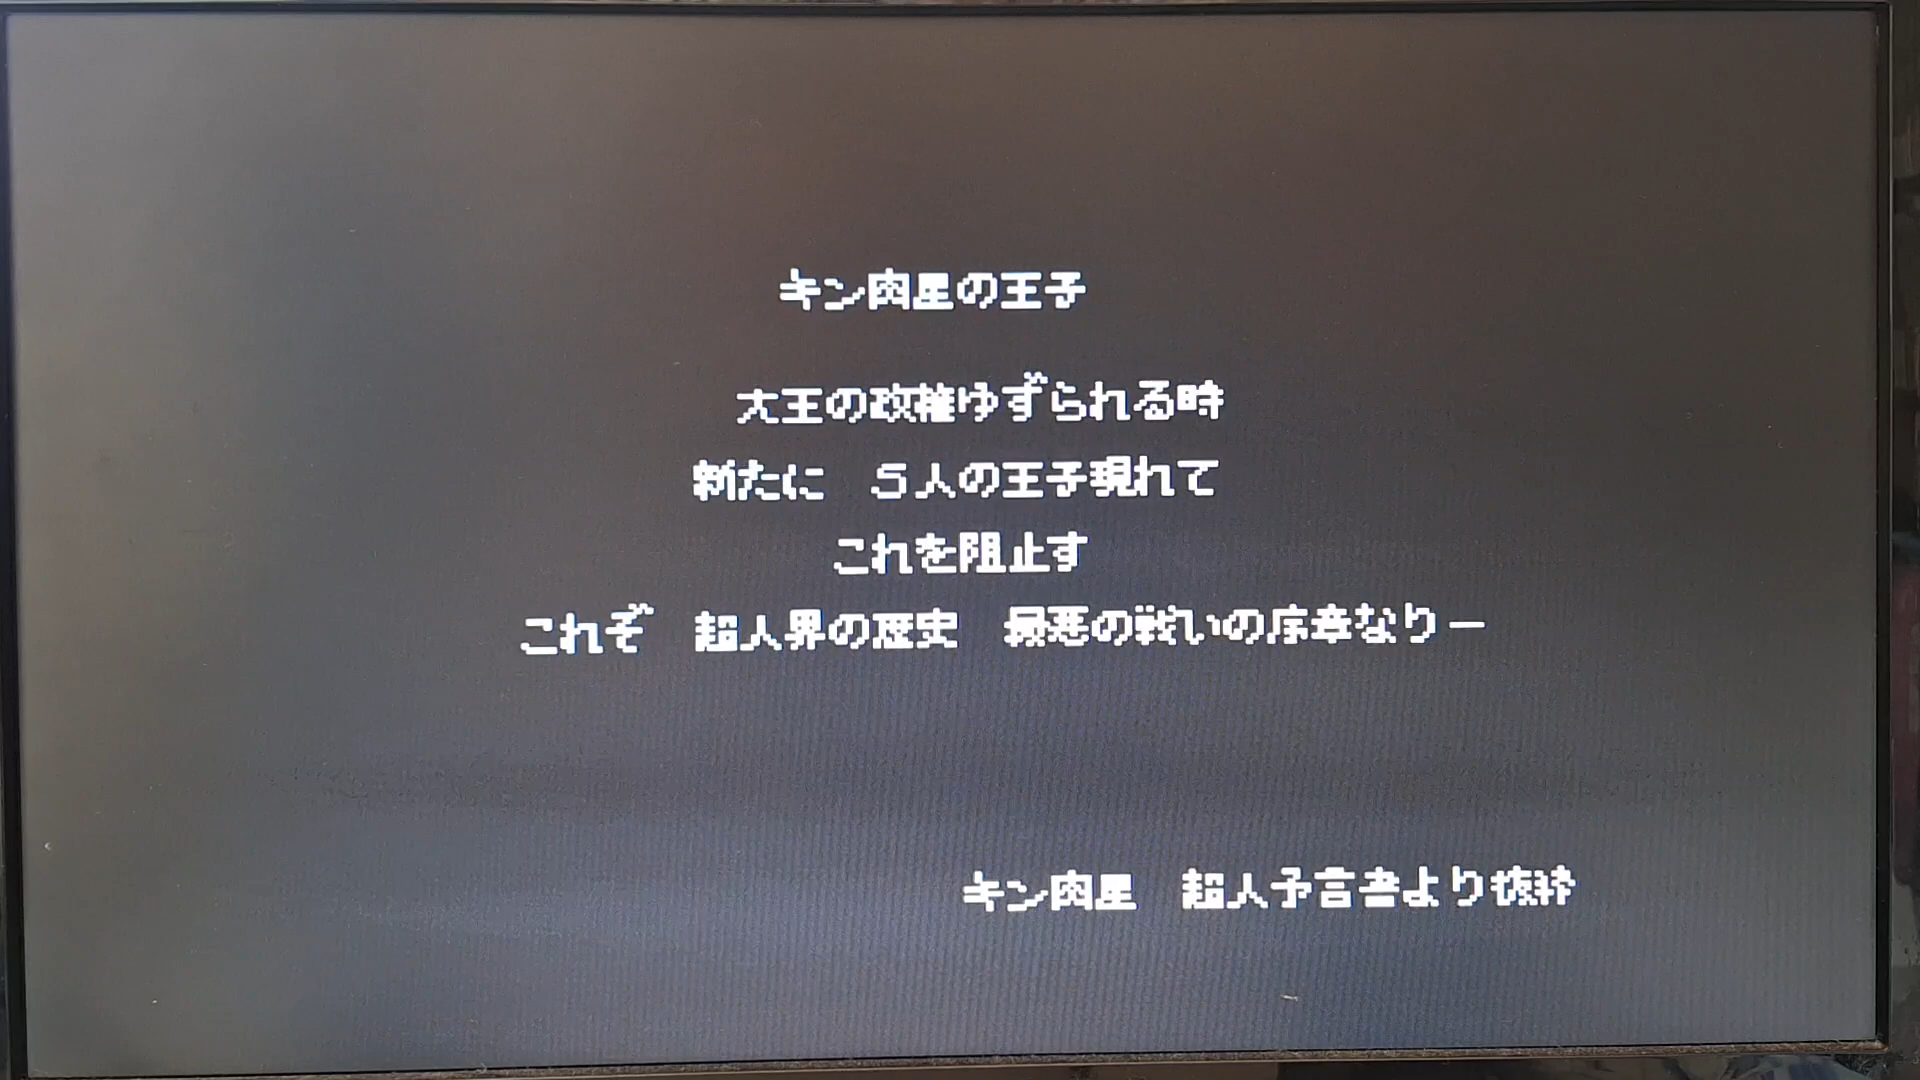 キン肉星の王子
大王の政権ゆずられる時
新たに　5人の王子現れて
これを阻止す
これぞ　超人界の歴史　最悪の戦いの序章なりー
キン肉星　超人予言書より抜粋